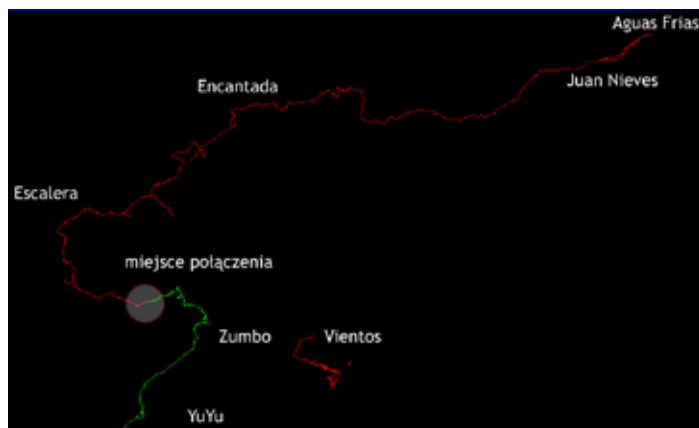 Aguas Frias
Juan Nieves
Encantada
Escalera
miejsce połączenia
Zumbo
Vientos
YuYu